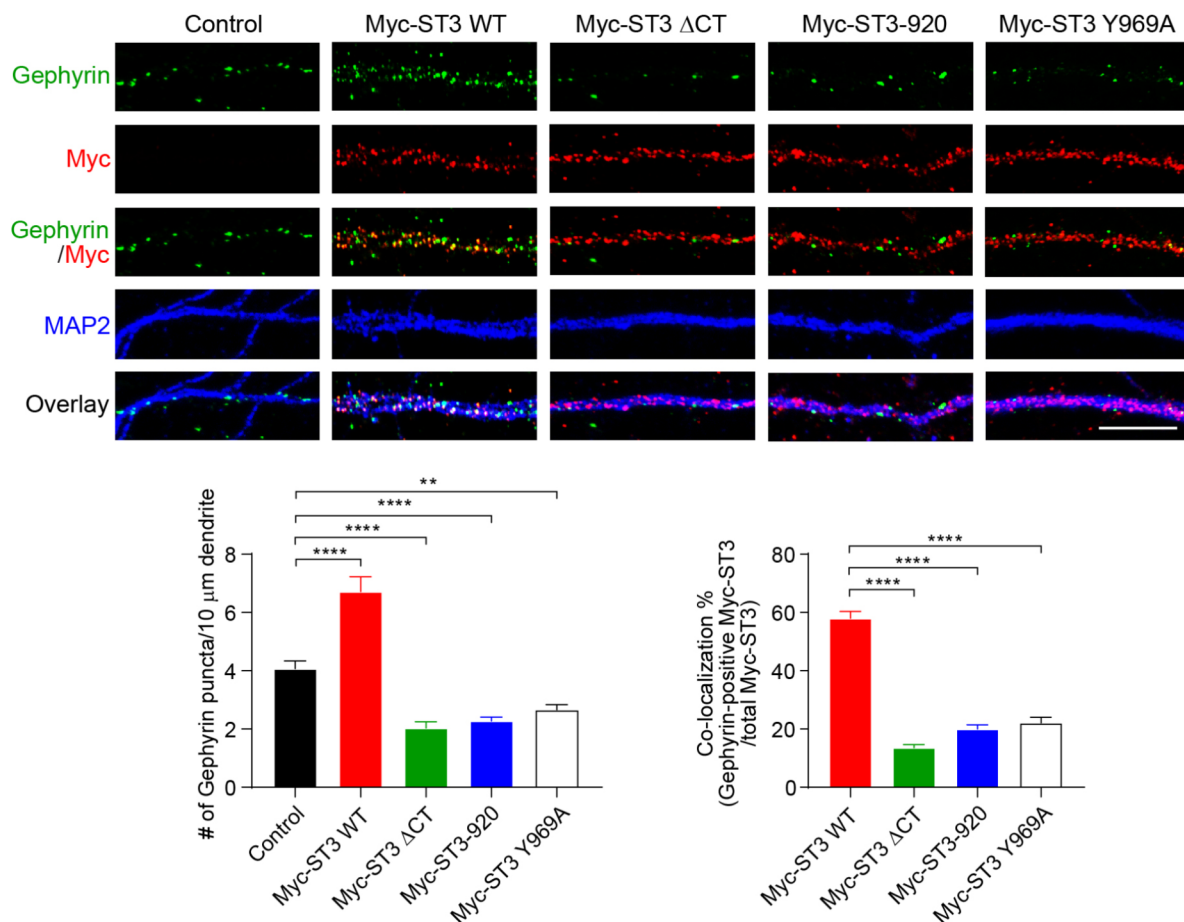 Control
Myc-ST3 WT
Myc-ST3 ΔCT
Myc-ST3-920
Myc-ST3 Y969A
Gephyrin
Myc
Gephyrin
/Myc
MAP2
Overlay
# of Gephyrin puncta/10 μm dendrite
8
6
4
2
0
**
****
****
****
Control
Myc-ST3 WT
Myc-ST3 ΔCT
Myc-ST3-920
Myc-ST3 Y969A
Co-localization %
(Gephyrin-positive Myc-ST3
/total Myc-ST3)
80
60
40
20
0
****
****
****
Myc-ST3 WT
Myc-ST3 ΔCT
Myc-ST3-920
Myc-ST3 Y969A